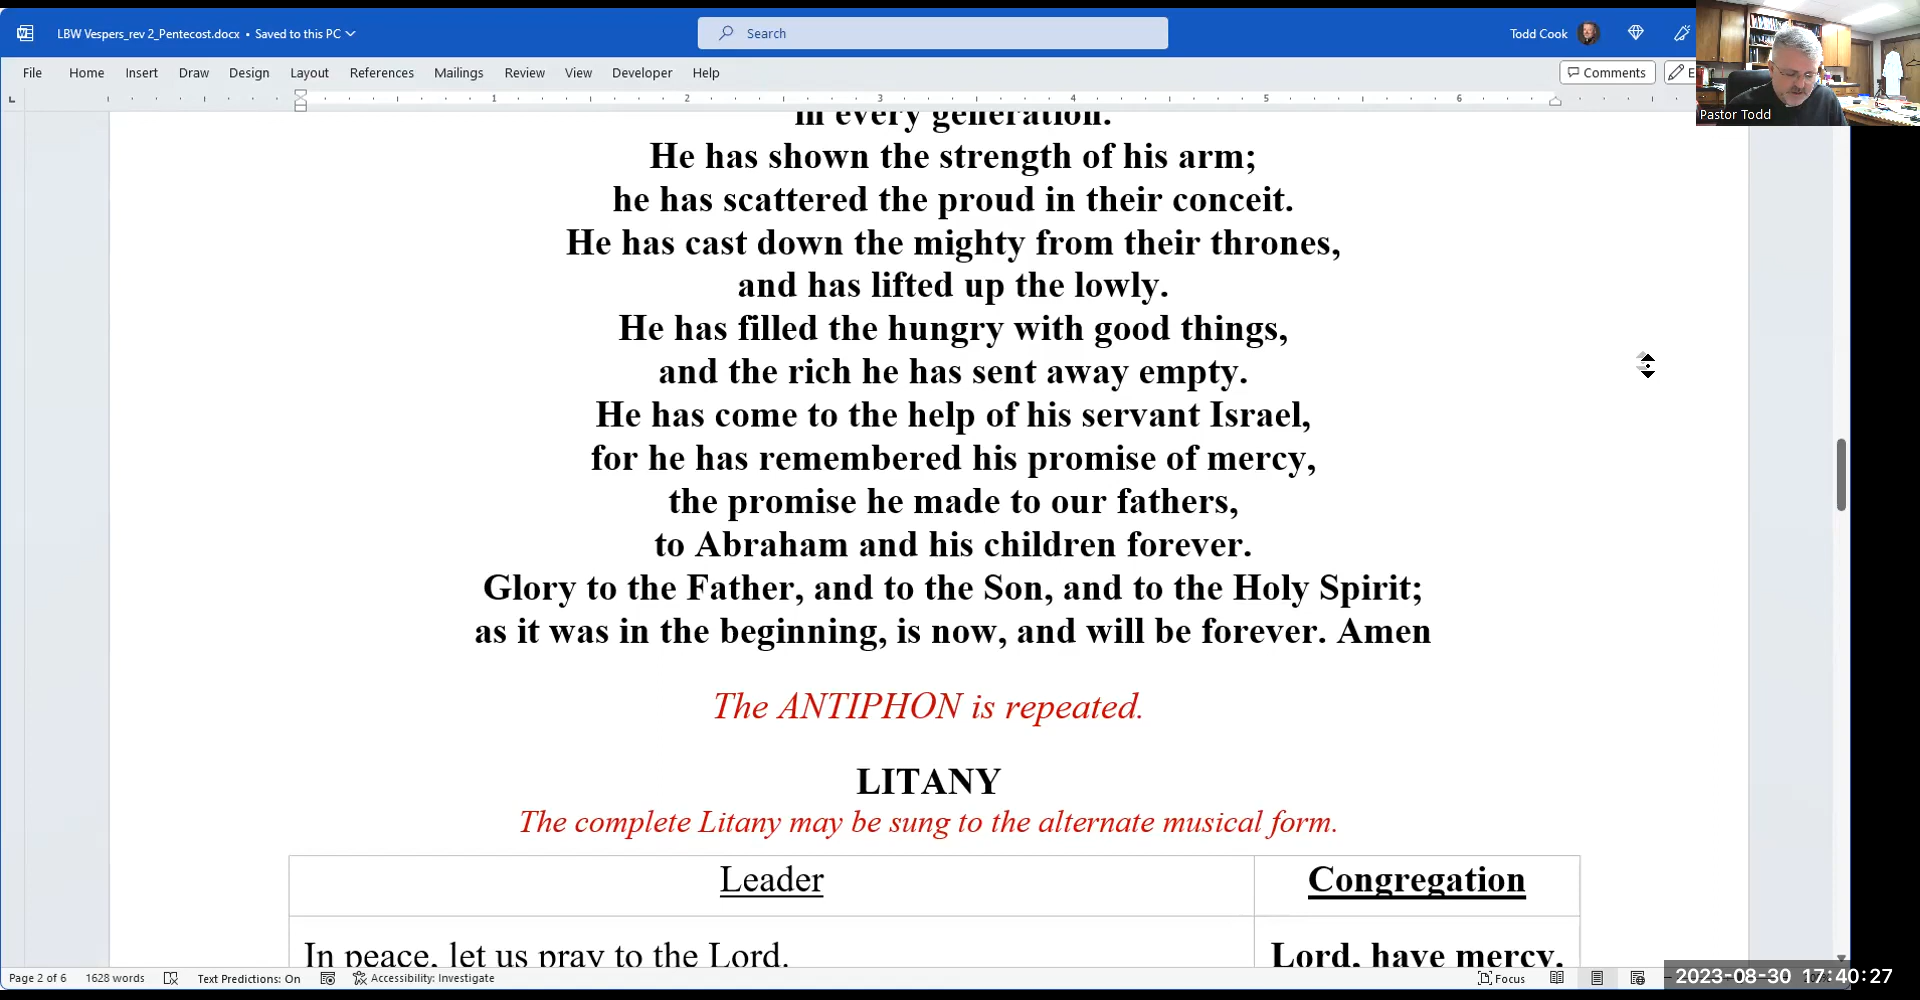 LBW Vespers_rev 2_Pentecost.docx • Saved to this PC
Search
Todd Cook
File Home Insert Draw Design Layout References Mailings Review View Developer Help
Comments
E
Pastor Todd
1 2 3 4 5 6
in every generation.
He has shown the strength of his arm;
he has scattered the proud in their conceit.
He has cast down the mighty from their thrones,
and has lifted up the lowly.
He has filled the hungry with good things,
and the rich he has sent away empty.
He has come to the help of his servant Israel,
for he has remembered his promise of mercy,
the promise he made to our fathers,
to Abraham and his children forever.
Glory to the Father, and to the Son, and to the Holy Spirit;
as it was in the beginning, is now, and will be forever. Amen
The ANTIPHON is repeated.
LITANY
The complete Litany may be sung to the alternate musical form.
Leader Congregation
In peace, let us pray to the Lord. Lord, have mercy.
Page 2 of 6 1628 words Text Predictions: On Accessibility: Investigate Focus
2023-08-30 17:40:27